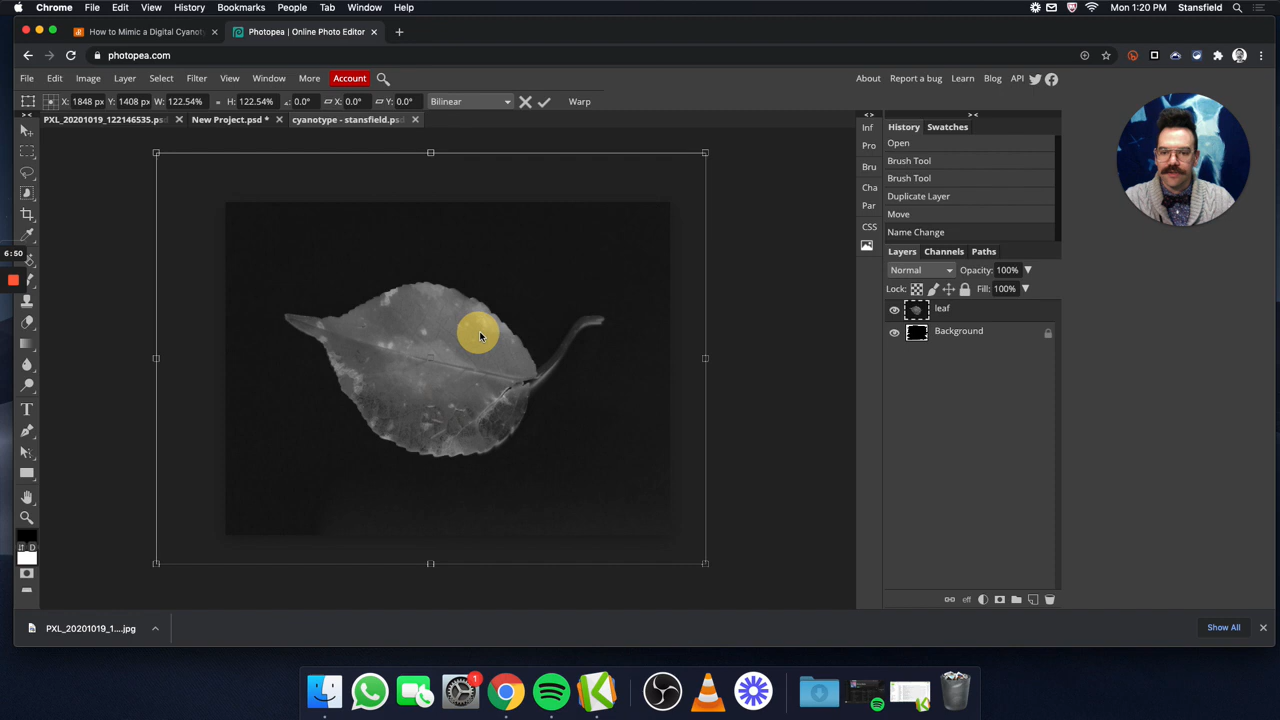 Chrome File Edit View History Bookmarks People Tab Window Help Mon 1:20 PM Stansfield
How to Mimic a Digital Cyanoty Photopea | Online Photo Editor
photopea.com
File Edit Image Layer Select Filter View Window More Account About Report a bug Learn Blog API
X: 1848 px Y: 1408 px W: 122.54% H: 122.54% 0.0° X: 0.0° Y: 0.0° Bilinear Warp
PXL_20201019_122146535.ps New Project.psd * cyanotype - stansfield.psd
Inf
Pro
Bru
Cha
Par
CSS
History Swatches
Open
Brush Tool
Brush Tool
Duplicate Layer
Move
Name Change
Layers Channels Paths
Normal Opacity: 100%
Lock: Fill: 100%
leaf
Background
6:50
D
eff
PXL_20201019_1....jpg Show All
1